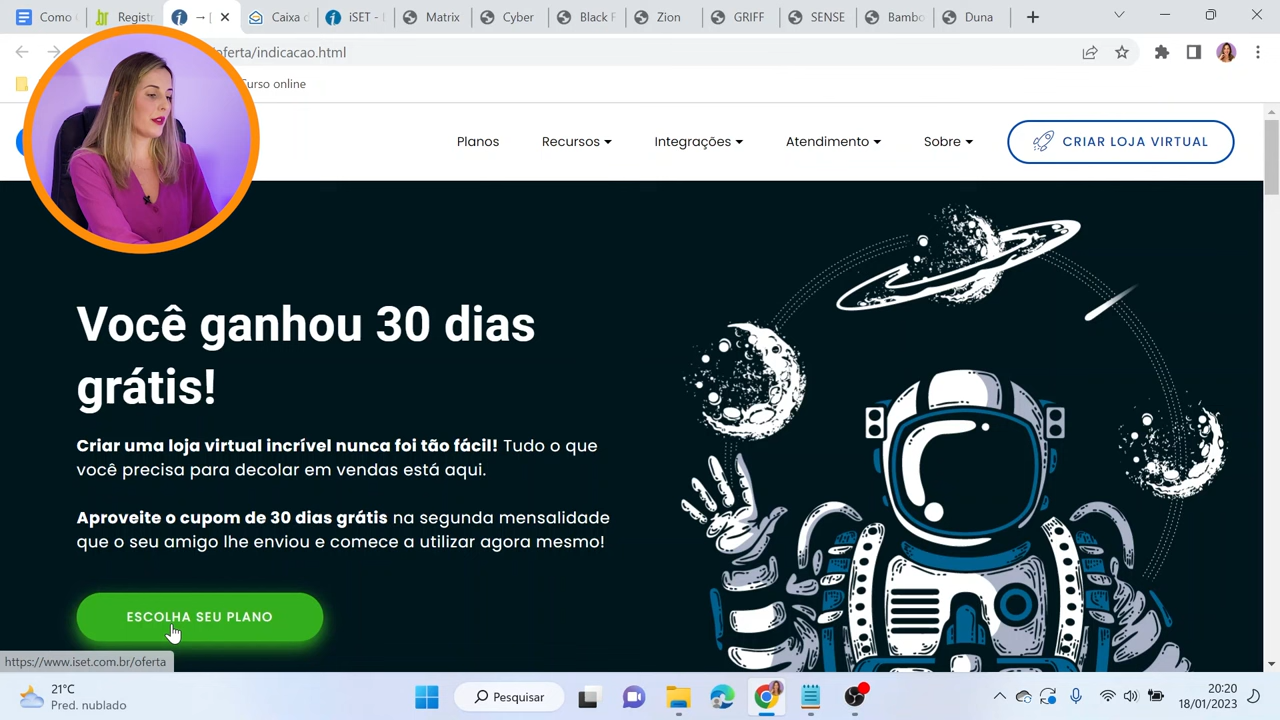 Como
Registr
→ [
Caixa d
iSET -
Matrix
Cyber
Black F
Zion
GRIFF
SENSE
Bambo
Duna
oferta/indicacao.html
Curso online
Planos
Recursos
Integrações
Atendimento
Sobre
CRIAR LOJA VIRTUAL
Você ganhou 30 dias
grátis!
Criar uma loja virtual incrível nunca foi tão fácil! Tudo o que
você precisa para decolar em vendas está aqui.
Aproveite o cupom de 30 dias grátis na segunda mensalidade
que o seu amigo lhe enviou e comece a utilizar agora mesmo!
ESCOLHA SEU PLANO
https://www.iset.com.br/oferta
21°C
Pred. nublado
Pesquisar
20:20
18/01/2023